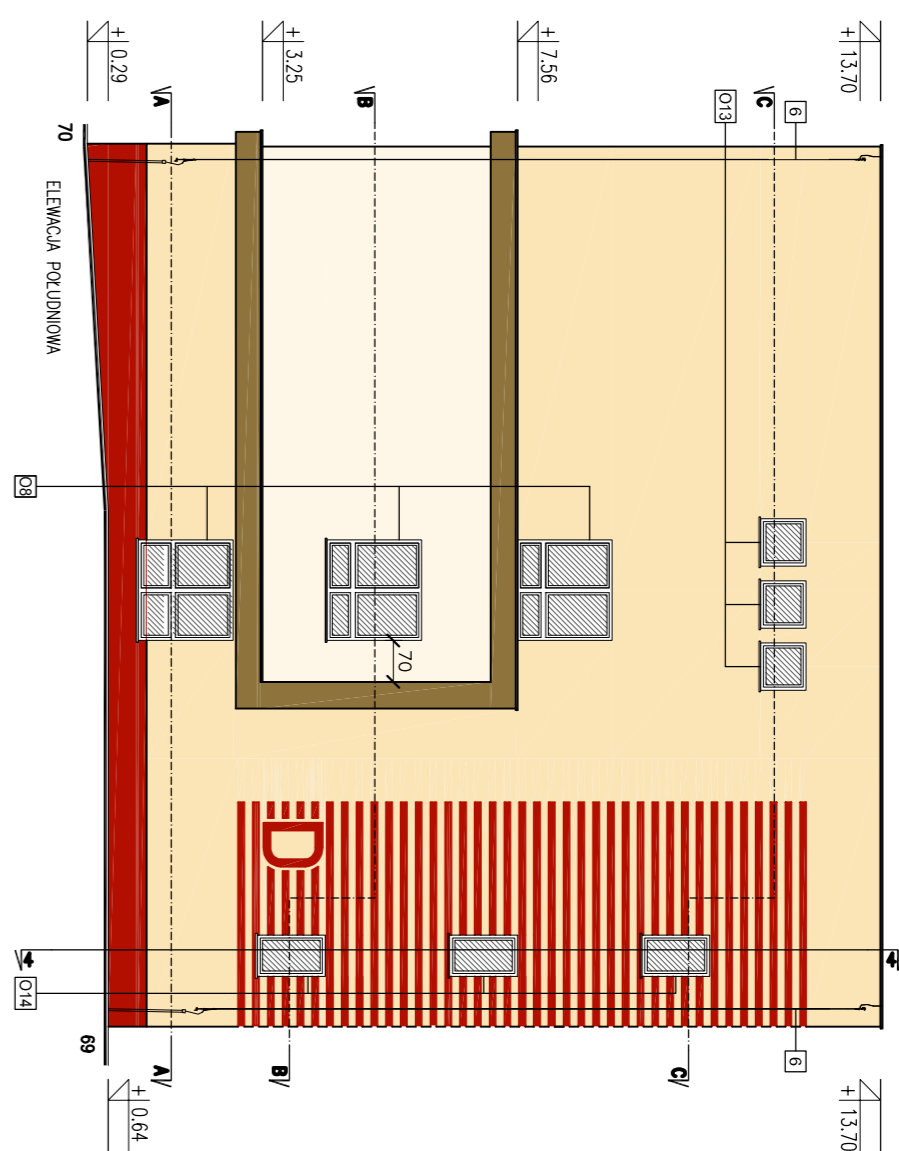 + 13.70
+ 7.56
+ 3.25
+ 0.29
C
B
A
6
O13
70
O8
70
D
4
4
O14
6
69
C
B
A
+ 13.70
+ 0.64
ELEWACJA POŁUDNIOWA